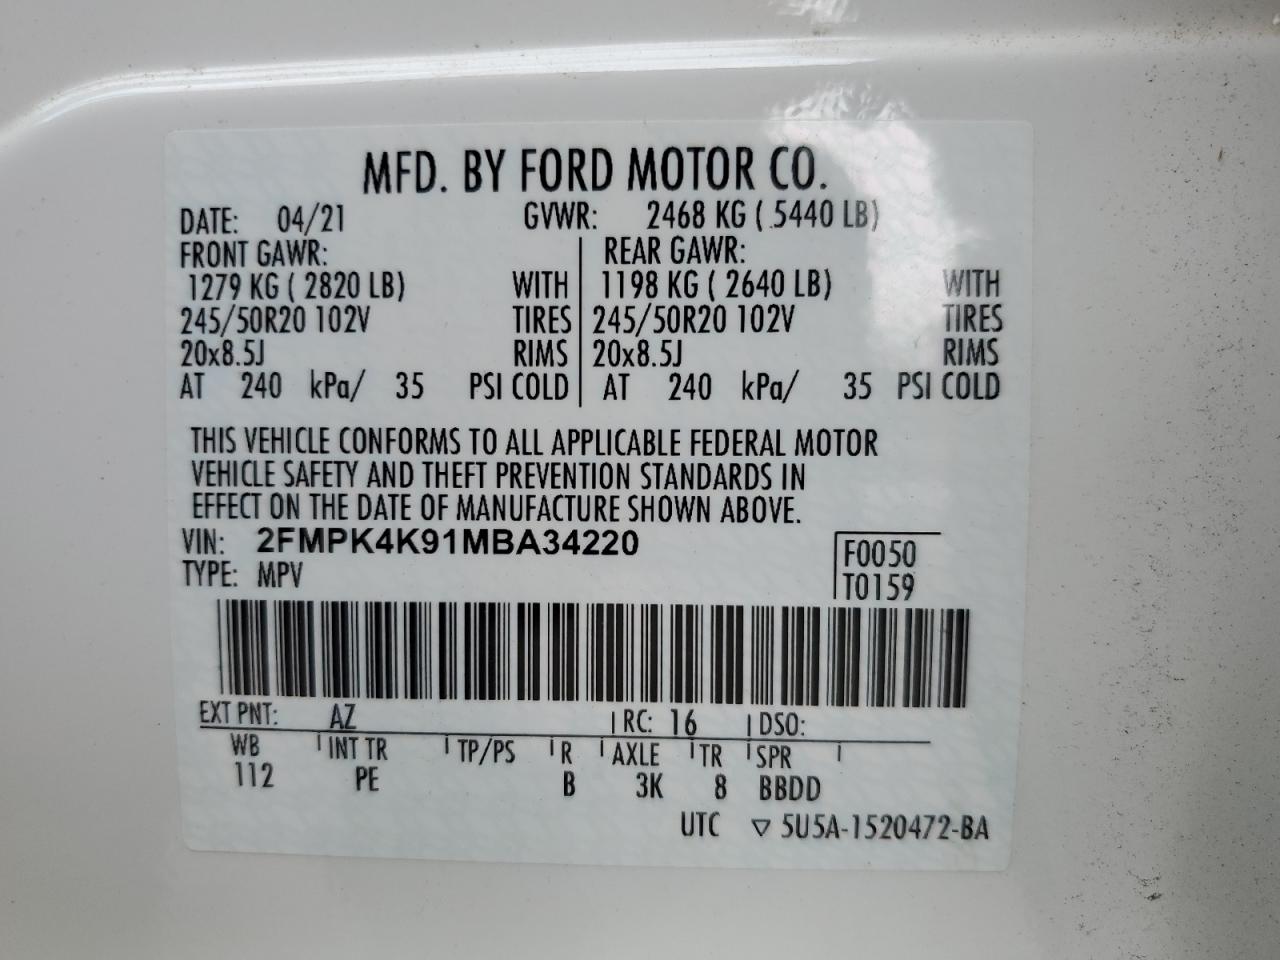 MFD. BY FORD MOTOR CO.
DATE: 04/21 GVWR: 2468 KG ( 5440 LB)
FRONT GAWR: REAR GAWR:
1279 KG ( 2820 LB) WITH 1198 KG ( 2640 LB) WITH
245/50R20 102V TIRES 245/50R20 102V TIRES
20x8.5J RIMS 20x8.5J RIMS
AT 240 kPa/ 35 PSI COLD AT 240 kPa/ 35 PSI COLD
THIS VEHICLE CONFORMS TO ALL APPLICABLE FEDERAL MOTOR
VEHICLE SAFETY AND THEFT PREVENTION STANDARDS IN
EFFECT ON THE DATE OF MANUFACTURE SHOWN ABOVE.
VIN: 2FMPK4K91MBA34220 F0050
TYPE: MPV T0159
EXT PNT: AZ RC: 16 DSO:
WB INT TR TP/PS R AXLE TR SPR
112 PE B 3K 8 BBDD
UTC ▽ 5U5A-1520472-BA